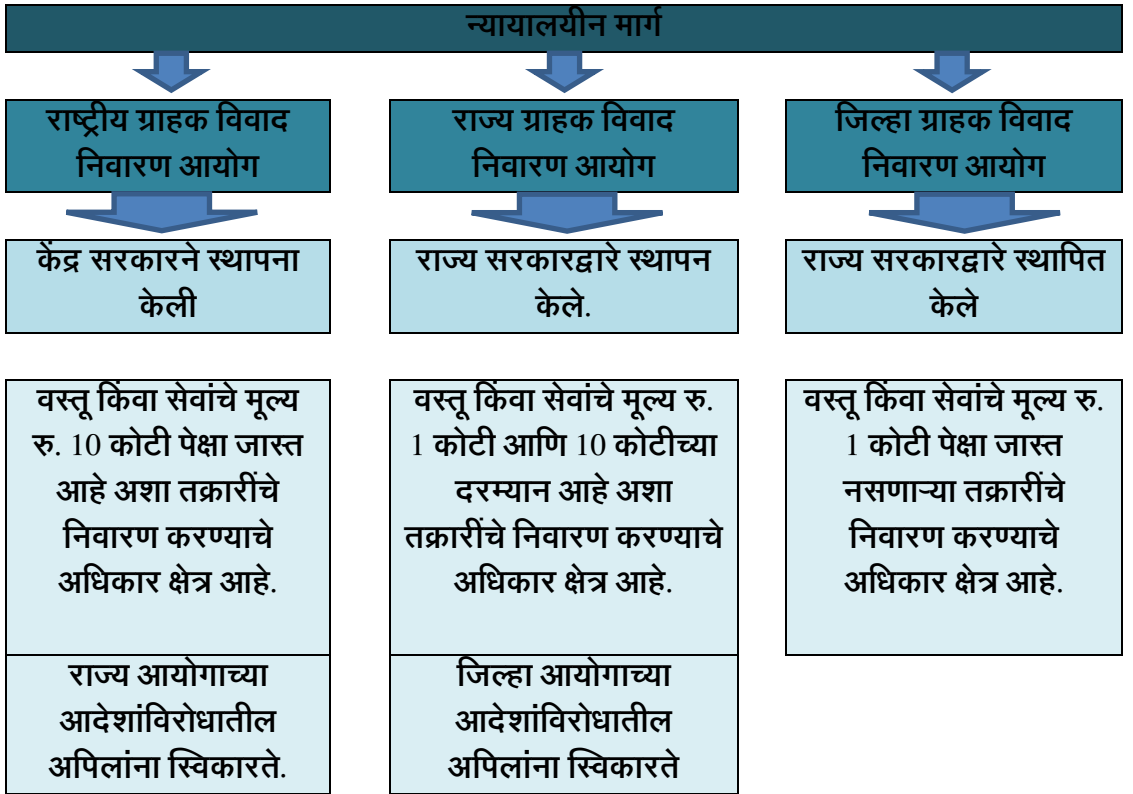 न्यायालयीन मार्ग
राष्ट्रीय ग्राहक विवाद
निवारण आयोग
राज्य ग्राहक विवाद
निवारण आयोग
जिल्हा ग्राहक विवाद
निवारण आयोग
केंद्र सरकारने स्थापना
केली
राज्य सरकारद्वारे स्थापन
केले.
राज्य सरकारद्वारे स्थापित
केले
वस्तू किंवा सेवांचे मूल्य
रु. 10 कोटी पेक्षा जास्त
आहे अशा तक्रारींचे
निवारण करण्याचे
अधिकार क्षेत्र आहे.
वस्तू किंवा सेवांचे मूल्य रु.
1 कोटी आणि 10 कोटीच्या
दरम्यान आहे अशा
तक्रारींचे निवारण करण्याचे
अधिकार क्षेत्र आहे.
वस्तू किंवा सेवांचे मूल्य रु.
1 कोटी पेक्षा जास्त
नसणाऱ्या तक्रारींचे
निवारण करण्याचे
अधिकार क्षेत्र आहे.
राज्य आयोगाच्या
आदेशांविरोधातील
अपिलांना स्विकारते.
जिल्हा आयोगाच्या
आदेशांविरोधातील
अपिलांना स्विकारते